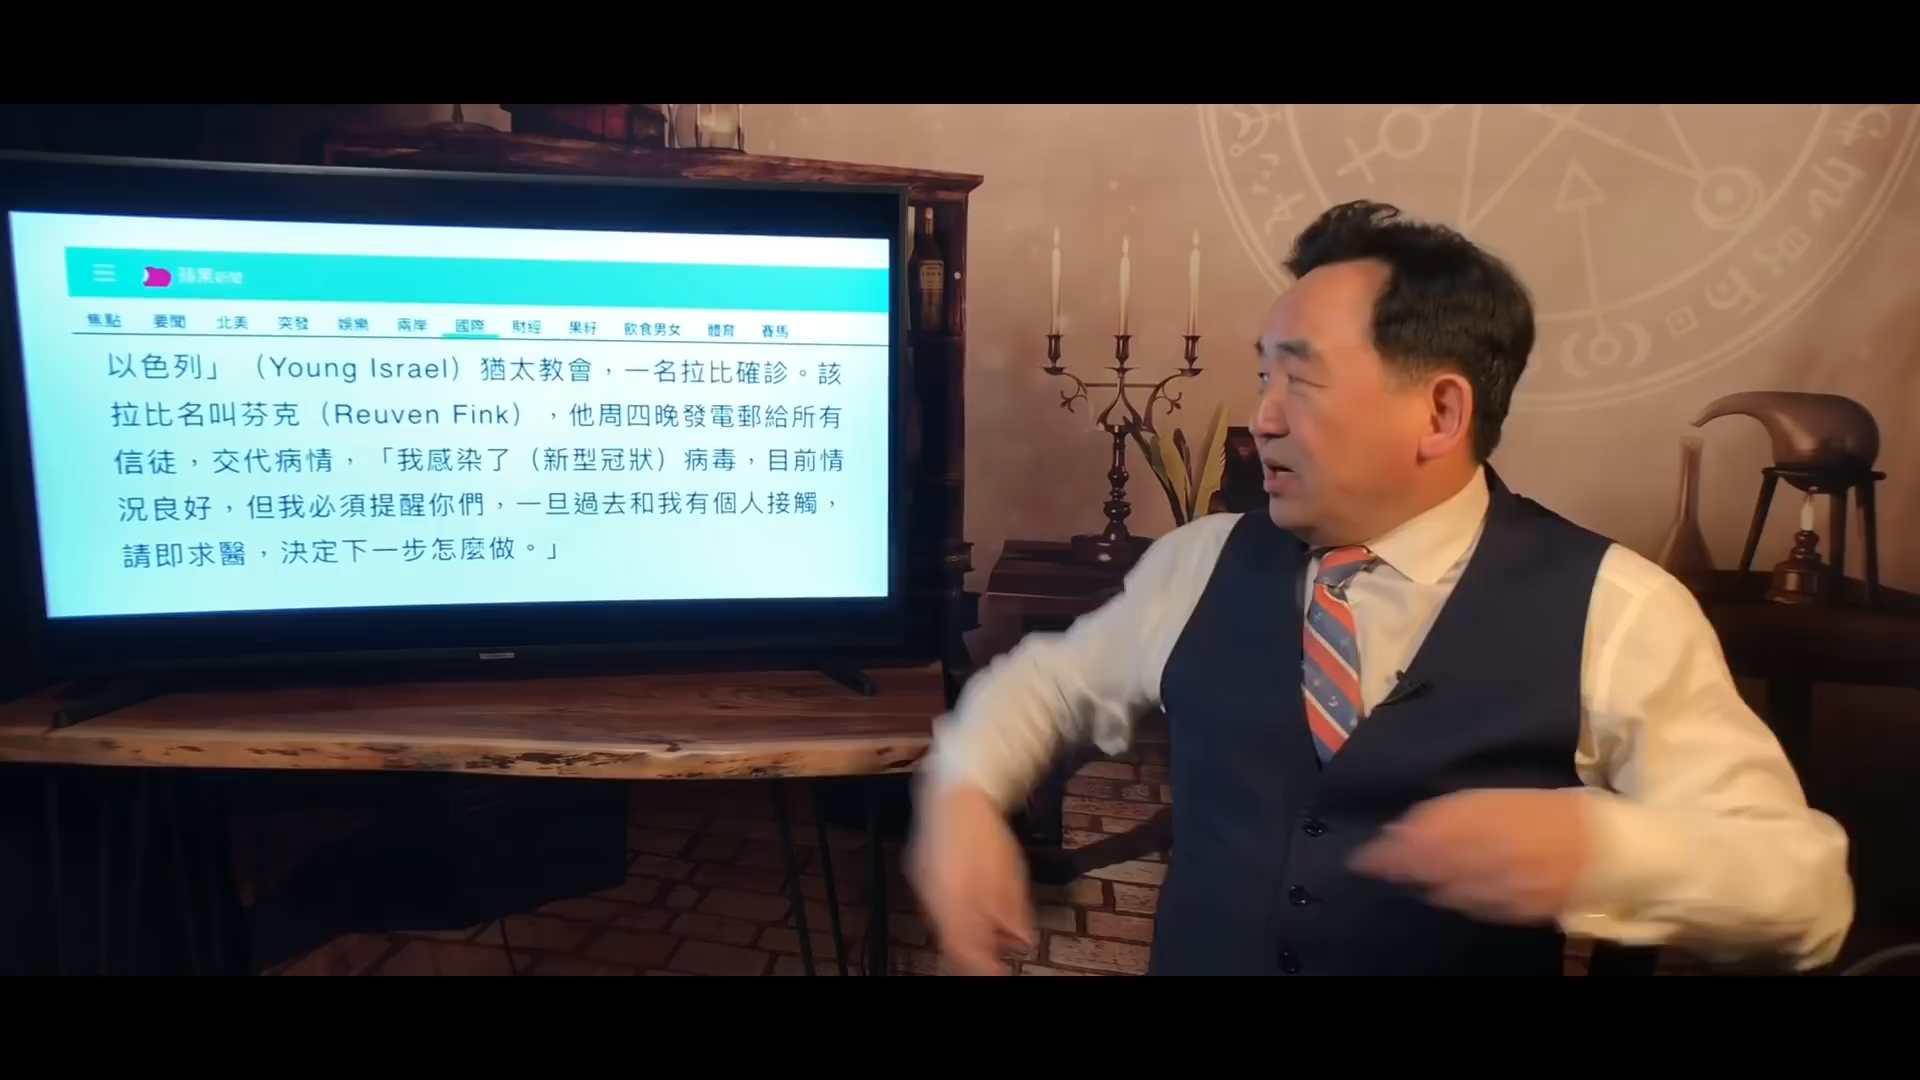 蘋果新聞
焦點 要聞 北美 突發 娛樂 兩岸 國際 財經 果籽 飲食男女 體育 賽馬
以色列」（Young Israel）猶太教會，一名拉比確診。該
拉比名叫芬克（Reuven Fink），他周四晚發電郵給所有
信徒，交代病情，「我感染了（新型冠狀）病毒，目前情
況良好，但我必須提醒你們，一旦過去和我有個人接觸，
請即求醫，決定下一步怎麼做。」